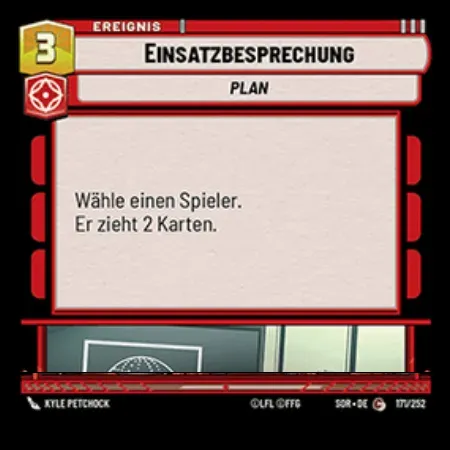 EREIGNIS
3
EINSATZBESPRECHUNG
PLAN
Wähle einen Spieler.
Er zieht 2 Karten.
KYLE PETCHOCK
©LFL ©FFG
SOR • DE
C
171/252